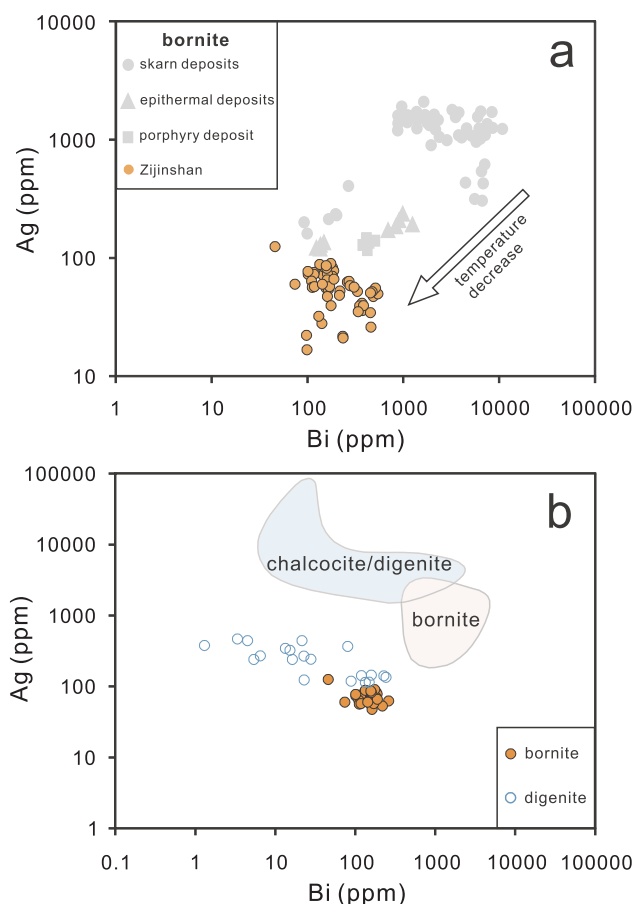 10000
1000
100
10
Ag (ppm)
bornite
skarn deposits
epithermal deposits
porphyry deposit
Zijinshan
a
temperature
decrease
1 10 100 1000 10000 100000
Bi (ppm)
100000
10000
1000
100
10
1
Ag (ppm)
b
chalcocite/digenite
bornite
bornite
digenite
0.1 1 10 100 1000 10000 100000
Bi (ppm)